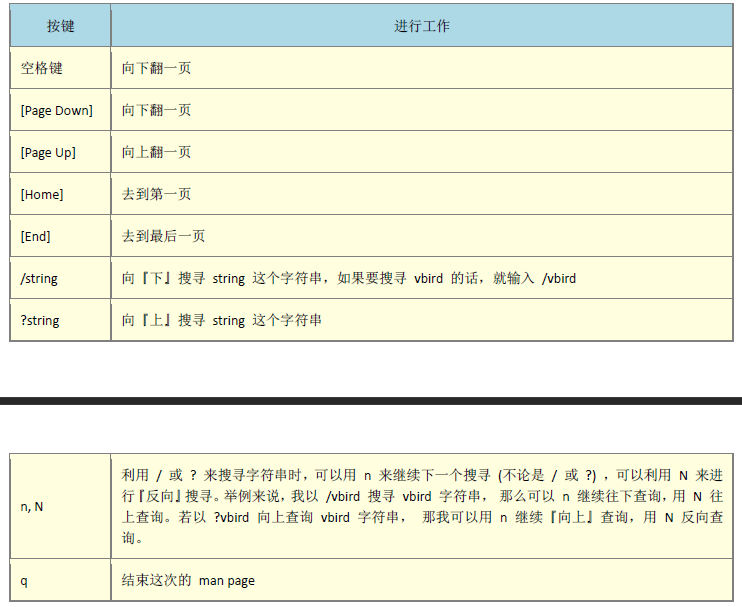 按键 进行工作
空格键 向下翻一页
[Page Down] 向下翻一页
[Page Up] 向上翻一页
[Home] 去到第一页
[End] 去到最后一页
/string 向『下』搜寻 string 这个字符串，如果要搜寻 vbird 的话，就输入 /vbird
?string 向『上』搜寻 string 这个字符串
n, N
利用 / 或 ? 来搜寻字符串时，可以用 n 来继续下一个搜寻 (不论是 / 或 ?) ，可以利用 N 来进
行『反向』搜寻。举例来说，我以 /vbird 搜寻 vbird 字符串， 那么可以 n 继续往下查询，用 N 往
上查询。若以 ?vbird 向上查询 vbird 字符串， 那我可以用 n 继续『向上』查询，用 N 反向查
询。
q 结束这次的 man page